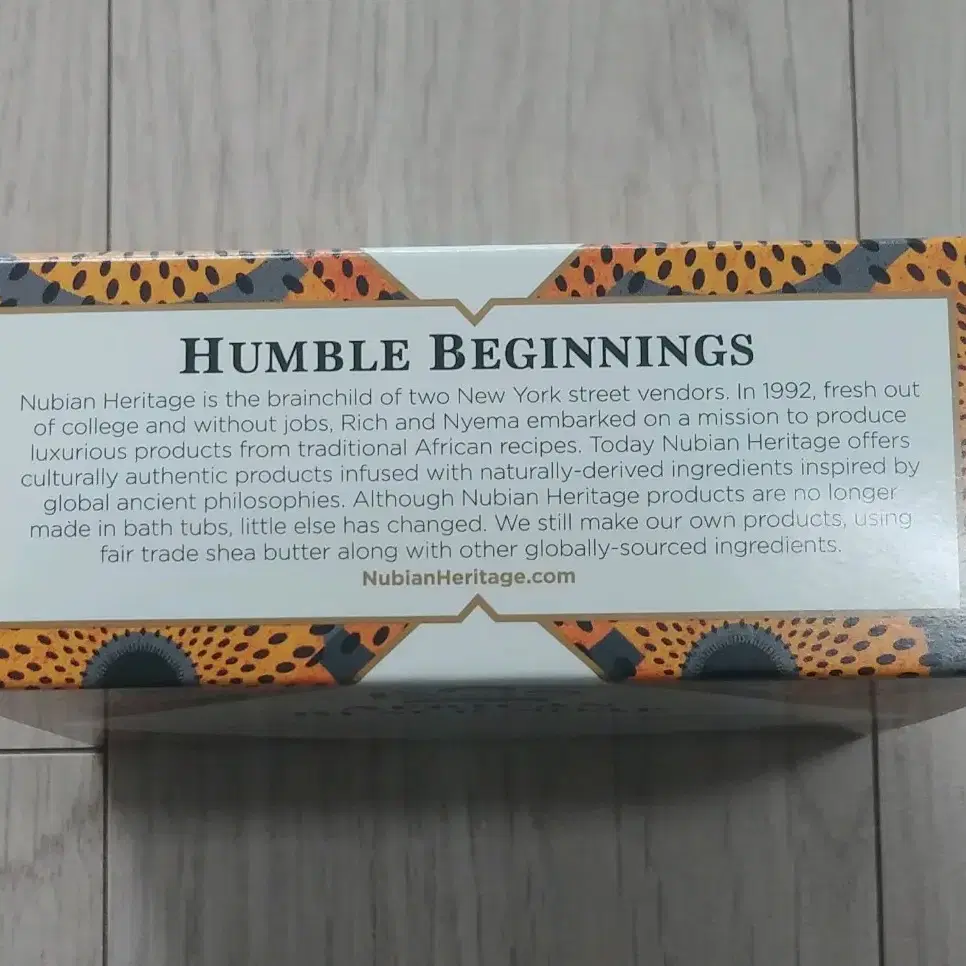 HUMBLE BEGINNINGS
Nubian Heritage is the brainchild of two New York street vendors. In 1992, fresh out
of college and without jobs, Rich and Nyema embarked on a mission to produce
luxurious products from traditional African recipes. Today Nubian Heritage offers
culturally authentic products infused with naturally-derived ingredients inspired by
global ancient philosophies. Although Nubian Heritage products are no longer
made in bath tubs, little else has changed. We still make our own products, using
fair trade shea butter along with other globally-sourced ingredients.
NubianHeritage.com